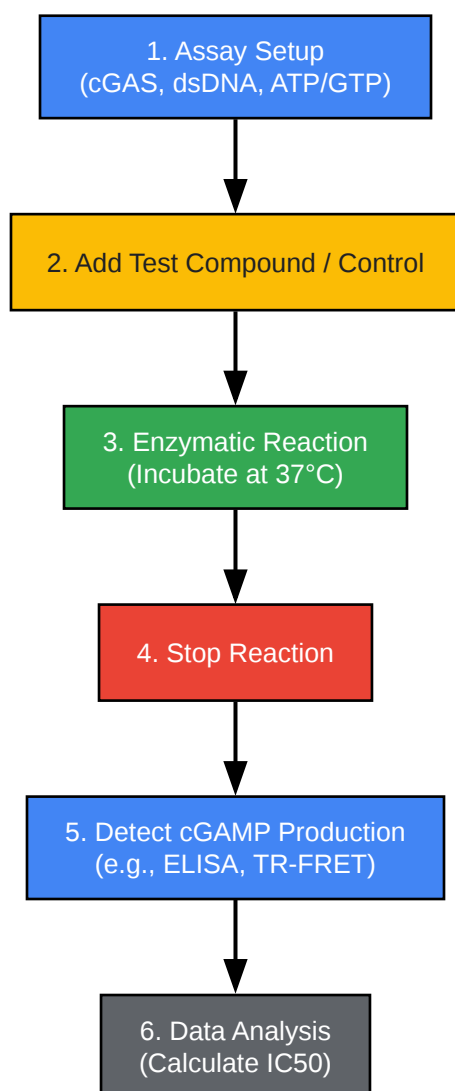 1. Assay Setup
(cGAS, dsDNA, ATP/GTP)
2. Add Test Compound / Control
3. Enzymatic Reaction
(Incubate at 37°C)
4. Stop Reaction
5. Detect cGAMP Production
(e.g., ELISA, TR-FRET)
6. Data Analysis
(Calculate IC50)